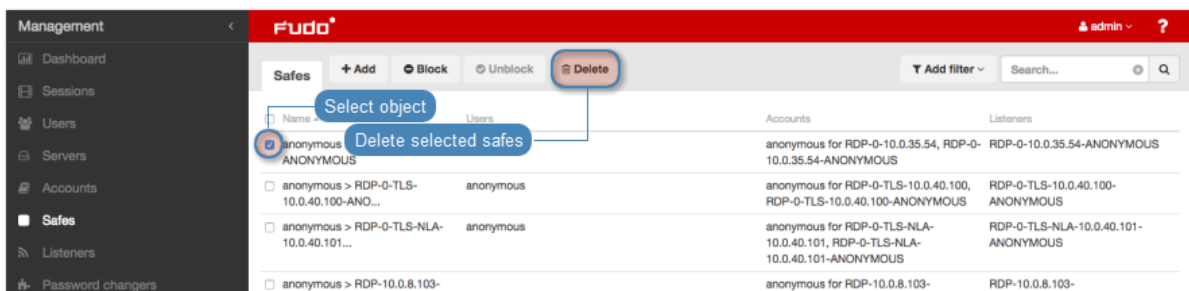 Management
FUDO
admin
?
Dashboard
Sessions
Users
Servers
Accounts
Safes
Listeners
Password changers
Safes
Add
Block
Unblock
Delete
Add filter
Search...
Select object
Delete selected safes
Name
Users
Accounts
Listeners
anonymous
ANONYMOUS
anonymous for RDP-0-10.0.35.54, RDP-0-
10.0.35.54-ANONYMOUS
RDP-0-10.0.35.54-ANONYMOUS
anonymous > RDP-0-TLS-
10.0.40.100-ANO...
anonymous
anonymous for RDP-0-TLS-10.0.40.100,
RDP-0-TLS-10.0.40.100-ANONYMOUS
RDP-0-TLS-10.0.40.100-
ANONYMOUS
anonymous > RDP-0-TLS-NLA-
10.0.40.101...
anonymous
anonymous for RDP-0-TLS-NLA-
10.0.40.101, RDP-0-TLS-NLA-
10.0.40.101-ANONYMOUS
RDP-0-TLS-NLA-10.0.40.101-
ANONYMOUS
anonymous > RDP-10.0.8.103-
anonymous for RDP-10.0.8.103-
RDP-10.0.8.103-